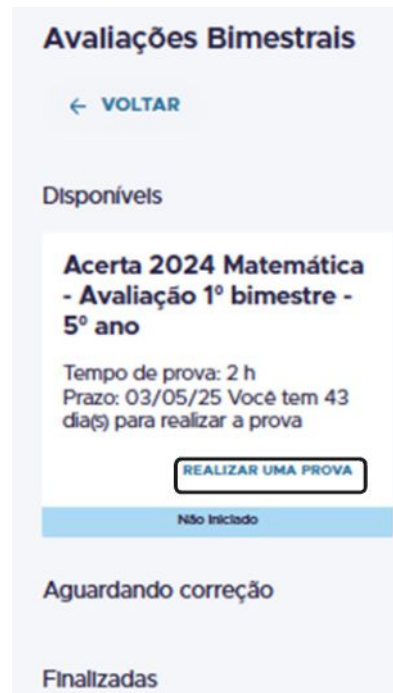 Avaliações Bimestrais
← VOLTAR
Disponíveis
Acerta 2024 Matemática
- Avaliação 1º bimestre -
5º ano
Tempo de prova: 2 h
Prazo: 03/05/25 Você tem 43
dia(s) para realizar a prova
REALIZAR UMA PROVA
Não Iniciado
Aguardando correção
Finalizadas